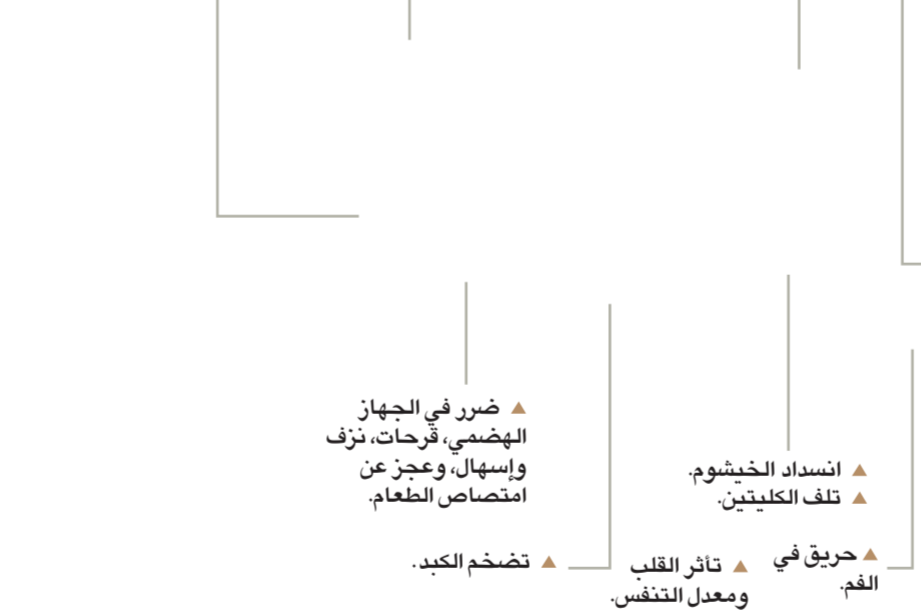 ▲ انسداد الخيشوم.
▲ تلف الكليتين.
▲ حريق في
الفم.
▲ تأثر القلب
ومعدل التنفس.
▲ ضرر في الجهاز
الهضمي، قرحات، نزف
وإسهال، وعجز عن
امتصاص الطعام.
▲ تضخم الكبد.